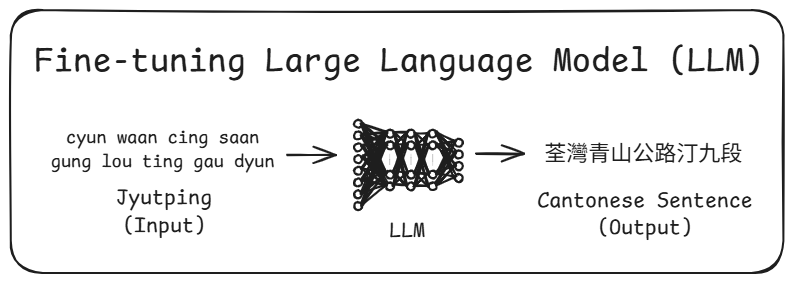 Fine-tuning Large Language Model (LLM)
cyun waan cing saan
gung lou ting gau dyun
Jyutping
(Input)
LLM
荃灣青山公路汀九段
Cantonese Sentence
(Output)